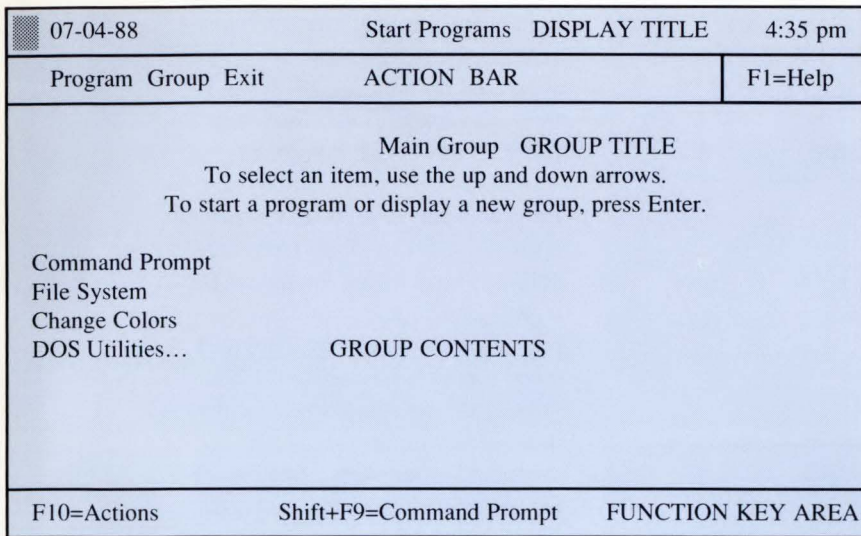 07-04-88 Start Programs DISPLAY TITLE 4:35 pm
Program Group Exit ACTION BAR F1=Help
Main Group GROUP TITLE
To select an item, use the up and down arrows.
To start a program or display a new group, press Enter.
Command Prompt
File System
Change Colors
DOS Utilities… GROUP CONTENTS
F10=Actions Shift+F9=Command Prompt FUNCTION KEY AREA